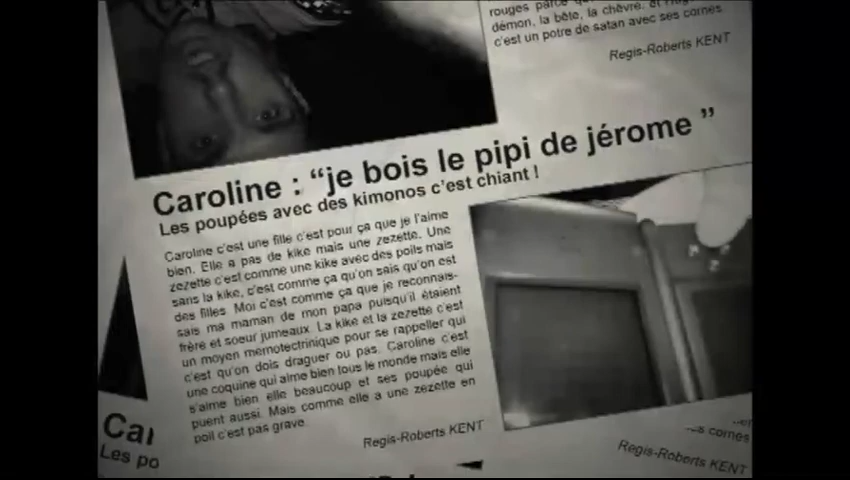 rouges parce
démon, la bête, la chèvre, et
c'est un potre de satan avec ses cornes
Regis-Roberts KENT
Caroline : “je bois le pipi de jérome ”
Les poupées avec des kimonos c'est chiant !
Caroline c'est une fille c'est pour ça que je l'aime
bien. Elle a pas de kike mais une zezette. Une
zezette c'est comme une kike avec des poils mais
sans la kike, c'est comme ça qu'on sais qu'on est
des filles. Moi c'est comme ça que je reconnais-
sais ma maman de mon papa puisqu'il étaient
frère et soeur jumeaux. La kike et la zezette c'est
un moyen memotectrinique pour se rappeller qui
c'est qu'on dois draguer ou pas. Caroline c'est
une coquine qui aime bien tous le monde mais elle
s'aime bien elle beaucoup et ses poupée qui
puent aussi. Mais comme elle a une zezette en
poil c'est pas grave.
Regis-Roberts KENT
Car
Les po
cornes
Regis-Roberts KENT